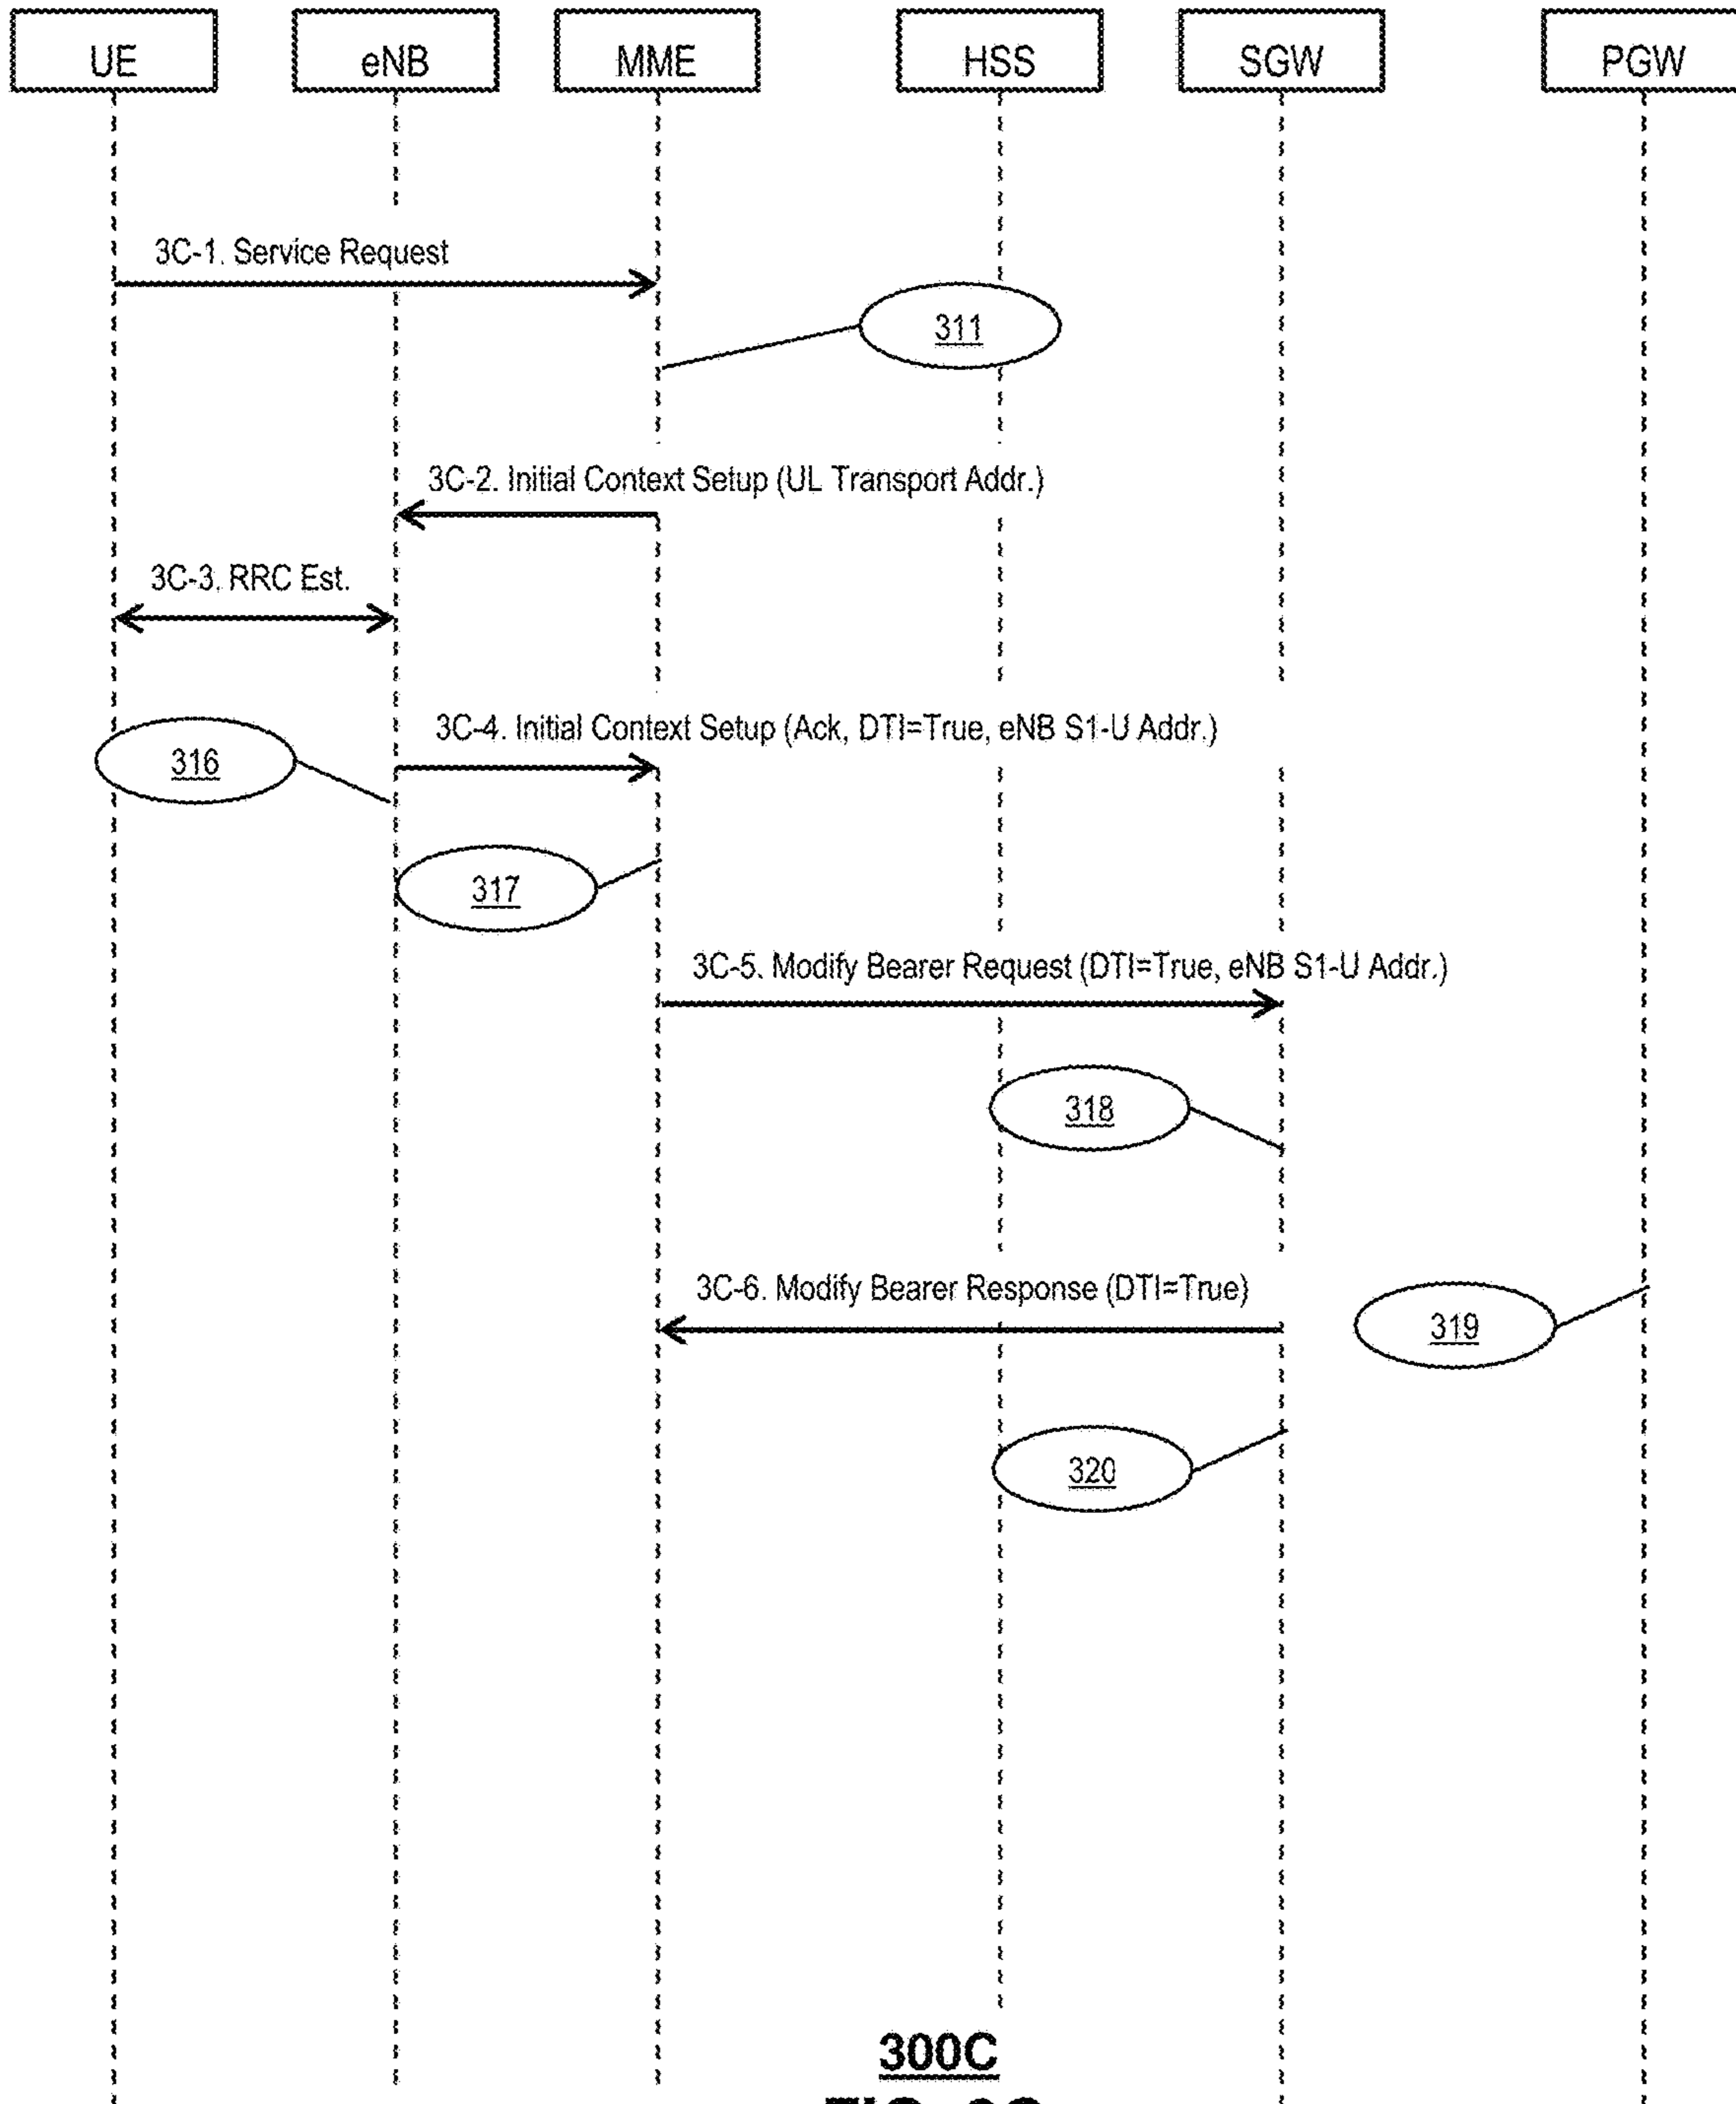 UE eNB MME HSS SGW PGW
3C-1. Service Request
311
3C-2. Initial Context Setup (UL Transport Addr.)
3C-3. RRC Est.
3C-4. Initial Context Setup (Ack, DTI=True, eNB S1-U Addr.)
316
317
3C-5. Modify Bearer Request (DTI=True, eNB S1-U Addr.)
318
3C-6. Modify Bearer Response (DTI=True)
319
320
300C